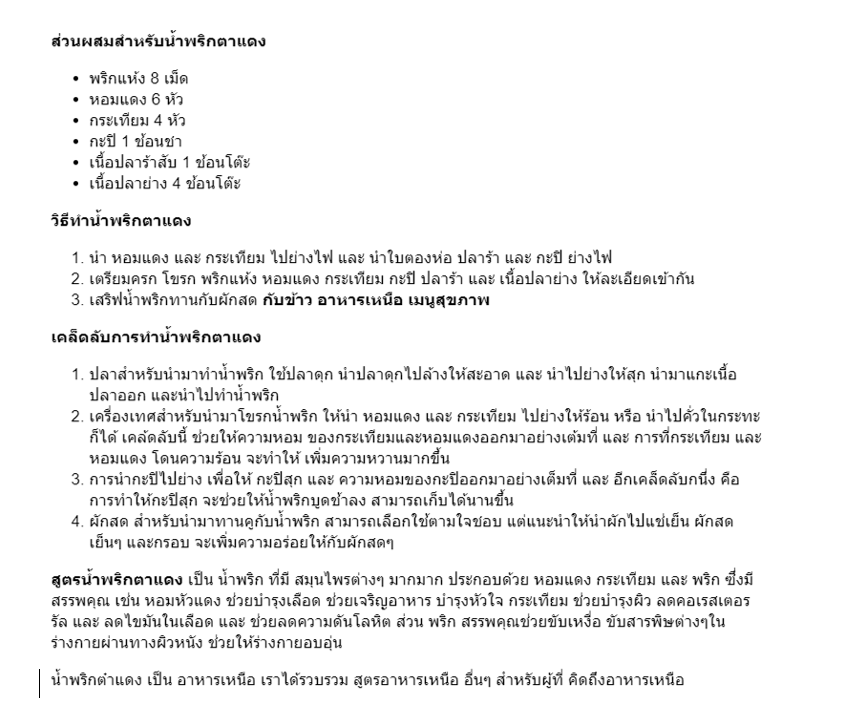 ส่วนผสมสำหรับน้ำพริกตาแดง
• พริกแห้ง 8 เม็ด
• หอมแดง 6 หัว
• กระเทียม 4 หัว
• กะปิ 1 ช้อนชา
• เนื้อปลาร้าสับ 1 ช้อนโต๊ะ
• เนื้อปลาย่าง 4 ช้อนโต๊ะ
วิธีทำน้ำพริกตาแดง
1. นำ หอมแดง และ กระเทียม ไปย่างไฟ และ นำใบตองห่อ ปลาร้า และ กะปิ ย่างไฟ
2. เตรียมครก โขรก พริกแห้ง หอมแดง กระเทียม กะปิ ปลาร้า และ เนื้อปลาย่าง ให้ละเอียดเข้ากัน
3. เสริฟน้ำพริกทานกับผักสด กับข้าว อาหารเหนือ เมนูสุขภาพ
เคล็ดลับการทำน้ำพริกตาแดง
1. ปลาสำหรับนำมาทำน้ำพริก ใช้ปลาดุก นำปลาดุกไปล้างให้สะอาด และ นำไปย่างให้สุก นำมาแกะเนื้อ
ปลาออก และนำไปทำน้ำพริก
2. เครื่องเทศสำหรับนำมาโขรกน้ำพริก ให้นำ หอมแดง และ กระเทียม ไปย่างให้ร้อน หรือ นำไปคั่วในกระทะ
ก็ได้ เคล้ดลับนี้ ช่วยให้ความหอม ของกระเทียมและหอมแดงออกมาอย่างเต้มที่ และ การที่กระเทียม และ
หอมแดง โดนความร้อน จะทำให้ เพิ่มความหวานมากขึ้น
3. การนำกะปิไปย่าง เพื่อให้ กะปิสุก และ ความหอมของกะปิออกมาอย่างเต็มที่ และ อีกเคล็ดลับกนึ่ง คือ
การทำให้กะปิสุก จะช่วยให้น้ำพริกบูดช้าลง สามารถเก็บได้นานขึ้น
4. ผักสด สำหรับนำมาทานคูกับน้ำพริก สามารถเลือกใช้ตามใจชอบ แต่แนะนำให้นำผักไปแช่เย็น ผักสด
เย็นๆ และกรอบ จะเพิ่มความอร่อยให้กับผักสดๆ
สูตรน้ำพริกตาแดง เป็น น้ำพริก ที่มี สมุนไพรต่างๆ มากมาก ประกอบด้วย หอมแดง กระเทียม และ พริก ซึ่งมี
สรรพคุณ เช่น หอมหัวแดง ช่วยบำรุงเลือด ช่วยเจริญอาหาร บำรุงหัวใจ กระเทียม ช่วยบำรุงผิว ลดคอเรสเตอร
รัล และ ลดไขมันในเลือด และ ช่วยลดความดันโลหิต ส่วน พริก สรรพคุณช่วยขับเหงื่อ ขับสารพิษต่างๆใน
ร่างกายผ่านทางผิวหนัง ช่วยให้ร่างกายอบอุ่น
น้ำพริกตำแดง เป็น อาหารเหนือ เราได้รวบรวม สูตรอาหารเหนือ อื่นๆ สำหรับผู้ที่ คิดถึงอาหารเหนือ